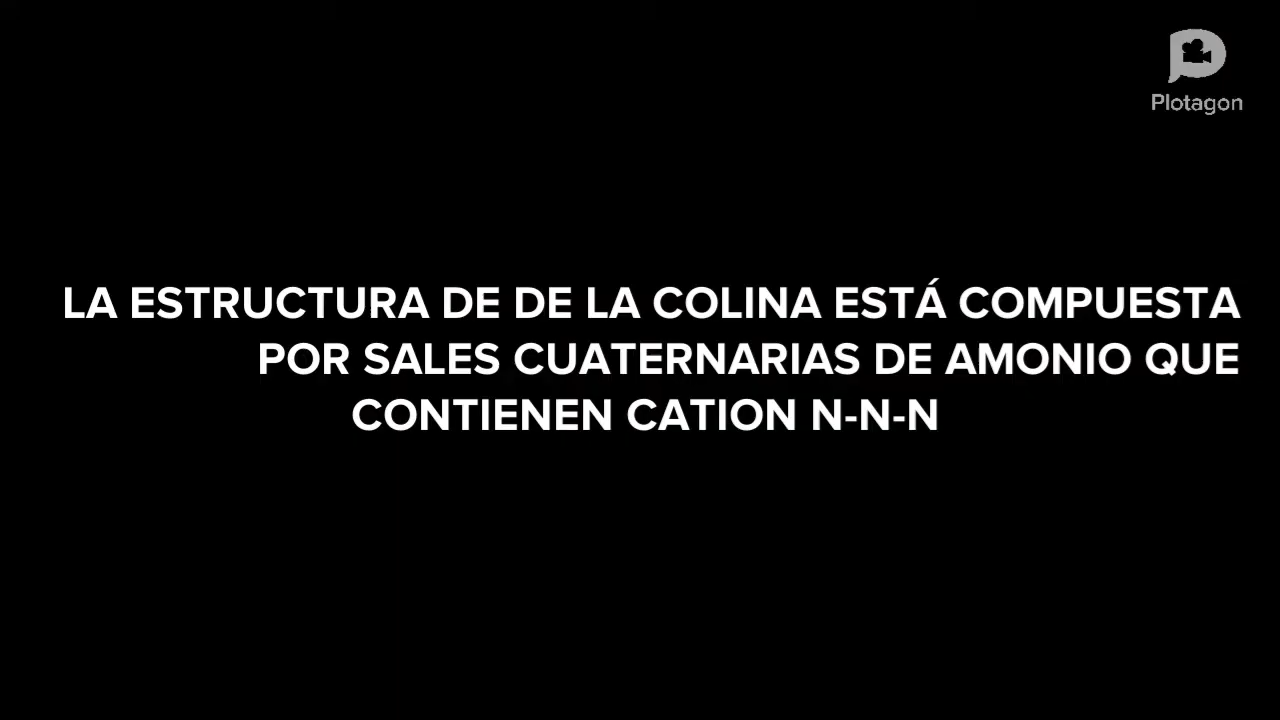 Plotagon
LA ESTRUCTURA DE DE LA COLINA ESTÁ COMPUESTA
POR SALES CUATERNARIAS DE AMONIO QUE
CONTIENEN CATION N-N-N